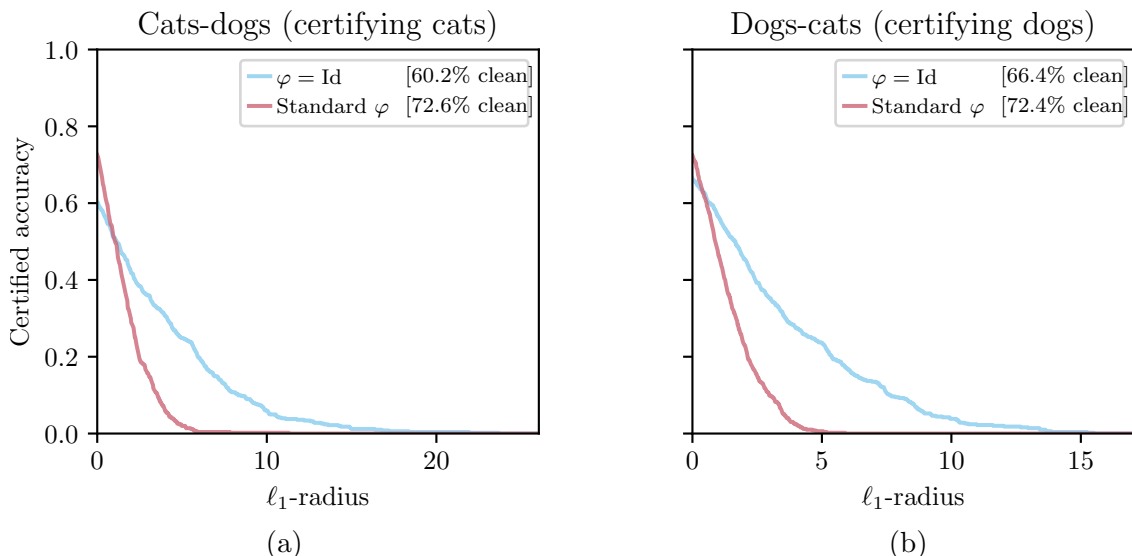 Cats-dogs (certifying cats)
φ = Id [60.2% clean]
Standard φ [72.6% clean]
Certified accuracy
1.0
0.8
0.6
0.4
0.2
0.0
0 10 20
ℓ₁-radius
(a)
Dogs-cats (certifying dogs)
φ = Id [66.4% clean]
Standard φ [72.4% clean]
0 5 10 15
ℓ₁-radius
(b)